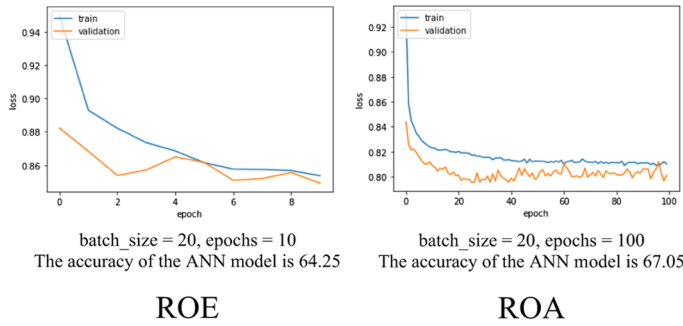 train
validation
loss
0.94
0.92
0.90
0.88
0.86
0 2 4 6 8
epoch
batch_size = 20, epochs = 10
The accuracy of the ANN model is 64.25
ROE
train
validation
loss
0.92
0.90
0.88
0.86
0.84
0.82
0.80
0 20 40 60 80 100
epoch
batch_size = 20, epochs = 100
The accuracy of the ANN model is 67.05
ROA